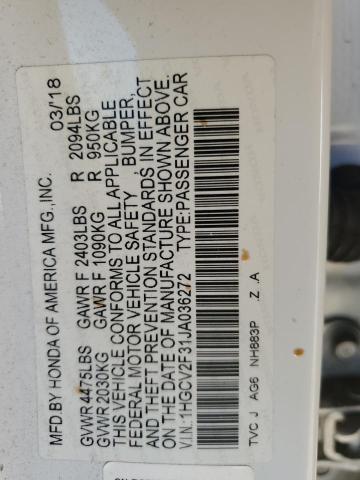 MFD.BY HONDA OF AMERICA MFG.,INC. 03/'18
GVWR 4475LBS GAWR F 2403LBS R 2094LBS
GVWR 2030KG GAWR F 1090KG R 950KG
THIS VEHICLE CONFORMS TO ALL APPLICABLE
FEDERAL MOTOR VEHICLE SAFETY, BUMPER,
AND THEFT PREVENTION STANDARDS IN EFFECT
ON THE DATE OF MANUFACTURE SHOWN ABOVE.
V.I.N.:1HGCV2F31JA036272 TYPE:PASSENGER CAR
TVC J AG6 NH883P .Z .A